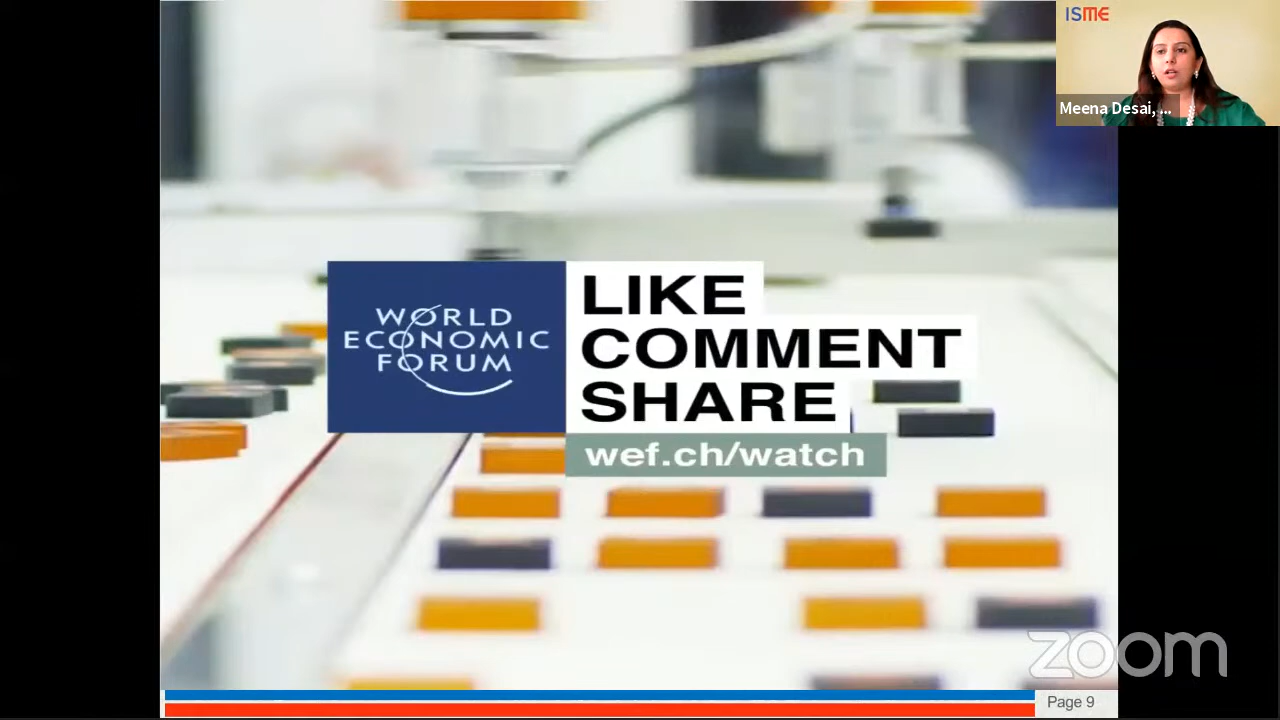 ISME
Meena Desai, ...
WORLD
ECONOMIC
FORUM
LIKE
COMMENT
SHARE
wef.ch/watch
zoom
Page 9